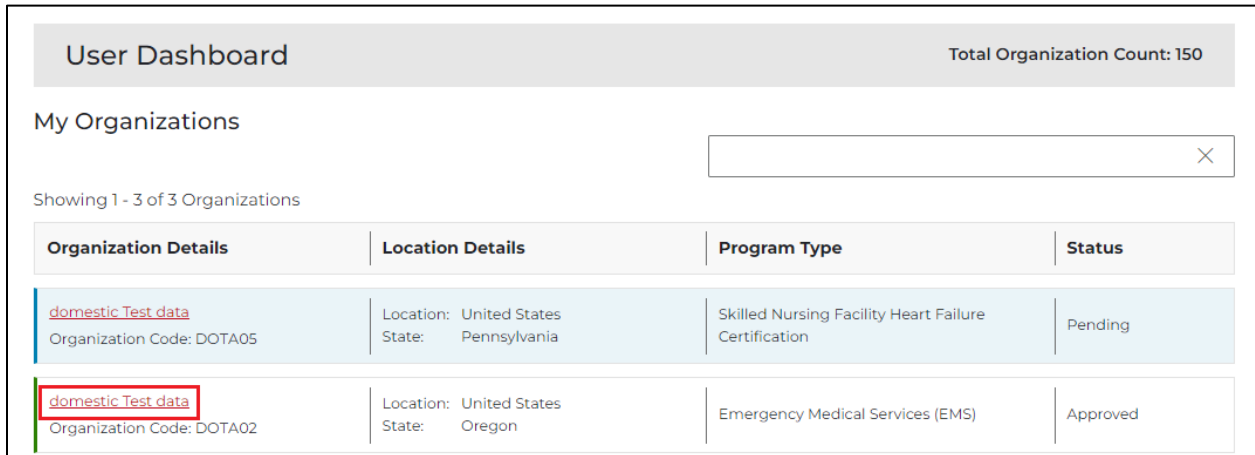 User Dashboard
Total Organization Count: 150
My Organizations
Showing 1 - 3 of 3 Organizations
Organization Details
Location Details
Program Type
Status
domestic Test data
Organization Code: DOTA05
Location: United States
State: Pennsylvania
Skilled Nursing Facility Heart Failure
Certification
Pending
domestic Test data
Organization Code: DOTA02
Location: United States
State: Oregon
Emergency Medical Services (EMS)
Approved